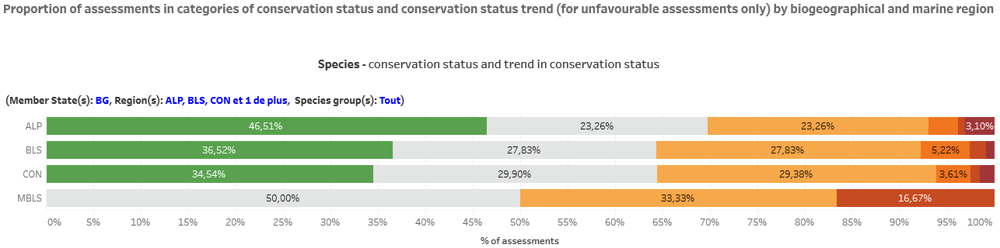 Proportion of assessments in categories of conservation status and conservation status trend (for unfavourable assessments only) by biogeographical and marine region
Species - conservation status and trend in conservation status
(Member State(s): BG, Region(s): ALP, BLS, CON et 1 de plus, Species group(s): Tout)
ALP 46,51% 23,26% 23,26% 3,10%
BLS 36,52% 27,83% 27,83% 5,22%
CON 34,54% 29,90% 29,38% 3,61%
MBLS 50,00% 33,33% 16,67%
0% 5% 10% 15% 20% 25% 30% 35% 40% 45% 50% 55% 60% 65% 70% 75% 80% 85% 90% 95% 100%
% of assessments